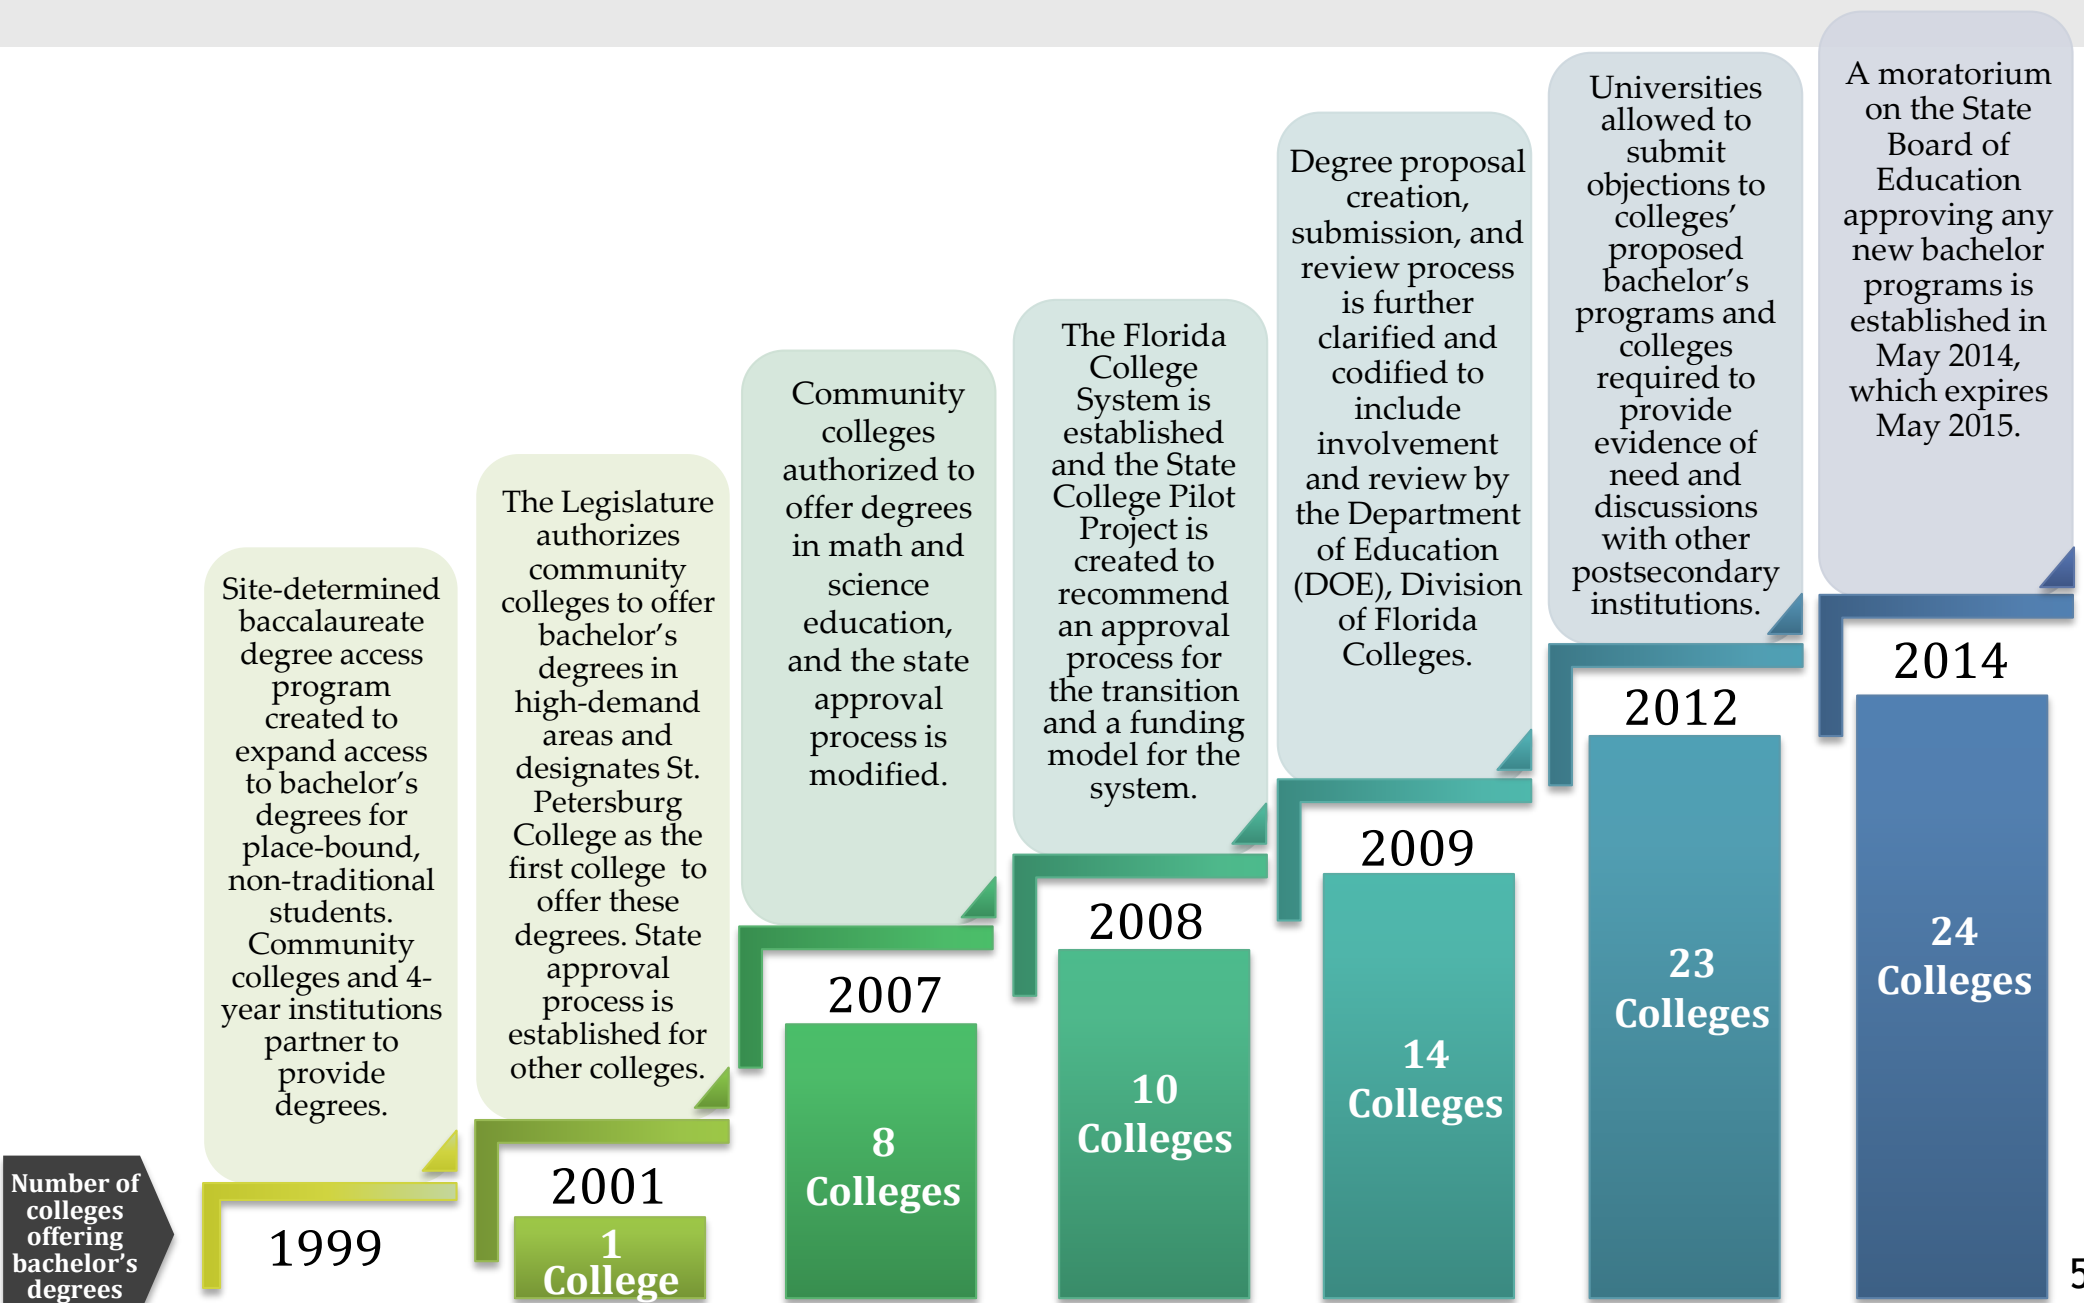 Number of
colleges
offering
bachelor’s
degrees
Site-determined
baccalaureate
degree access
program
created to
expand access
to bachelor’s
degrees for
place-bound,
non-traditional
students.
Community
colleges and 4-
year institutions
partner to
provide
degrees.
1999
The Legislature
authorizes
community
colleges to offer
bachelor’s
degrees in
high-demand
areas and
designates St.
Petersburg
College as the
first college to
offer these
degrees. State
approval
process is
established for
other colleges.
2001
1
College
Community
colleges
authorized to
offer degrees
in math and
science
education,
and the state
approval
process is
modified.
2007
8
Colleges
The Florida
College
System is
established
and the State
College Pilot
Project is
created to
recommend
an approval
process for
the transition
and a funding
model for the
system.
2008
10
Colleges
Degree proposal
creation,
submission, and
review process
is further
clarified and
codified to
include
involvement
and review by
the Department
of Education
(DOE), Division
of Florida
Colleges.
2009
14
Colleges
Universities
allowed to
submit
objections to
colleges’
proposed
bachelor’s
programs and
colleges
required to
provide
evidence of
need and
discussions
with other
postsecondary
institutions.
2012
23
Colleges
A moratorium
on the State
Board of
Education
approving any
new bachelor
programs is
established in
May 2014,
which expires
May 2015.
2014
24
Colleges
5